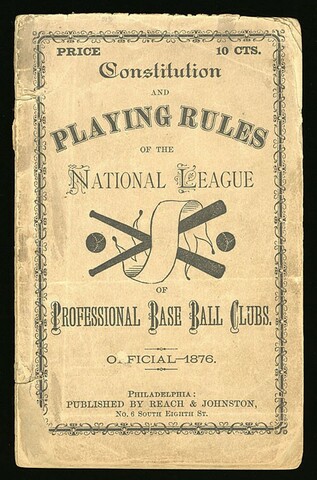 PRICE 10 CTS.
Constitution
AND
PLAYING RULES
OF THE
NATIONAL LEAGUE
OF
PROFESSIONAL BASE BALL CLUBS.
OFFICIAL—1876.
PHILADELPHIA:
PUBLISHED BY REACH & JOHNSTON,
No. 6 SOUTH EIGHTH ST.